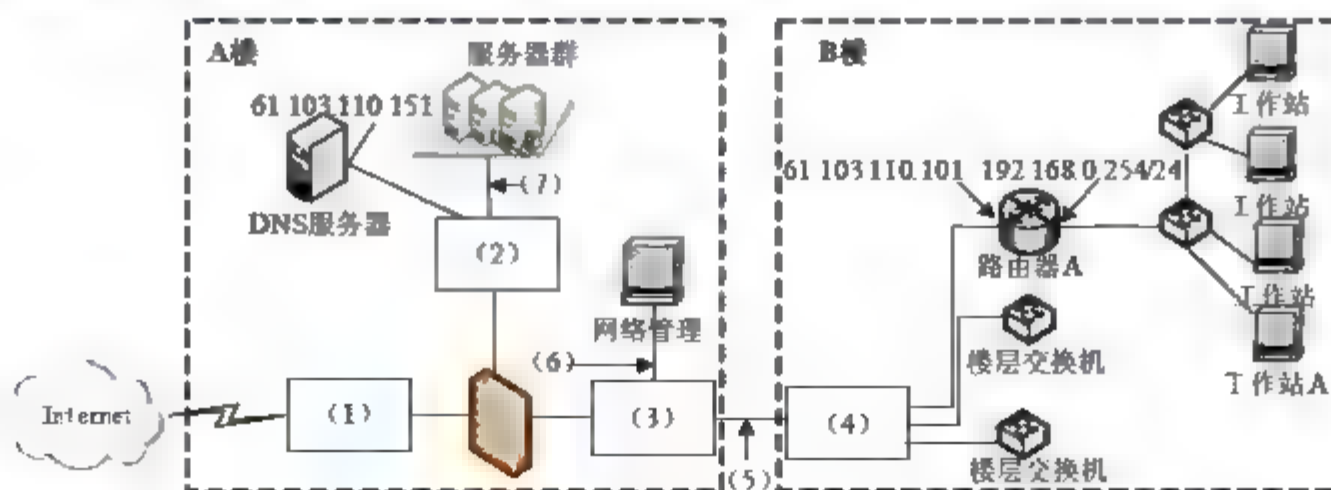 A楼
服务器群
61 103 110 151
DNS服务器
(7)
(2)
网络管理
(6)
Internet
(1)
(3)
(5)
B楼
61 103 110.101
192 168 0 254/24
路由器A
(4)
楼层交换机
楼层交换机
工作站
工作站
工作站
工作站A